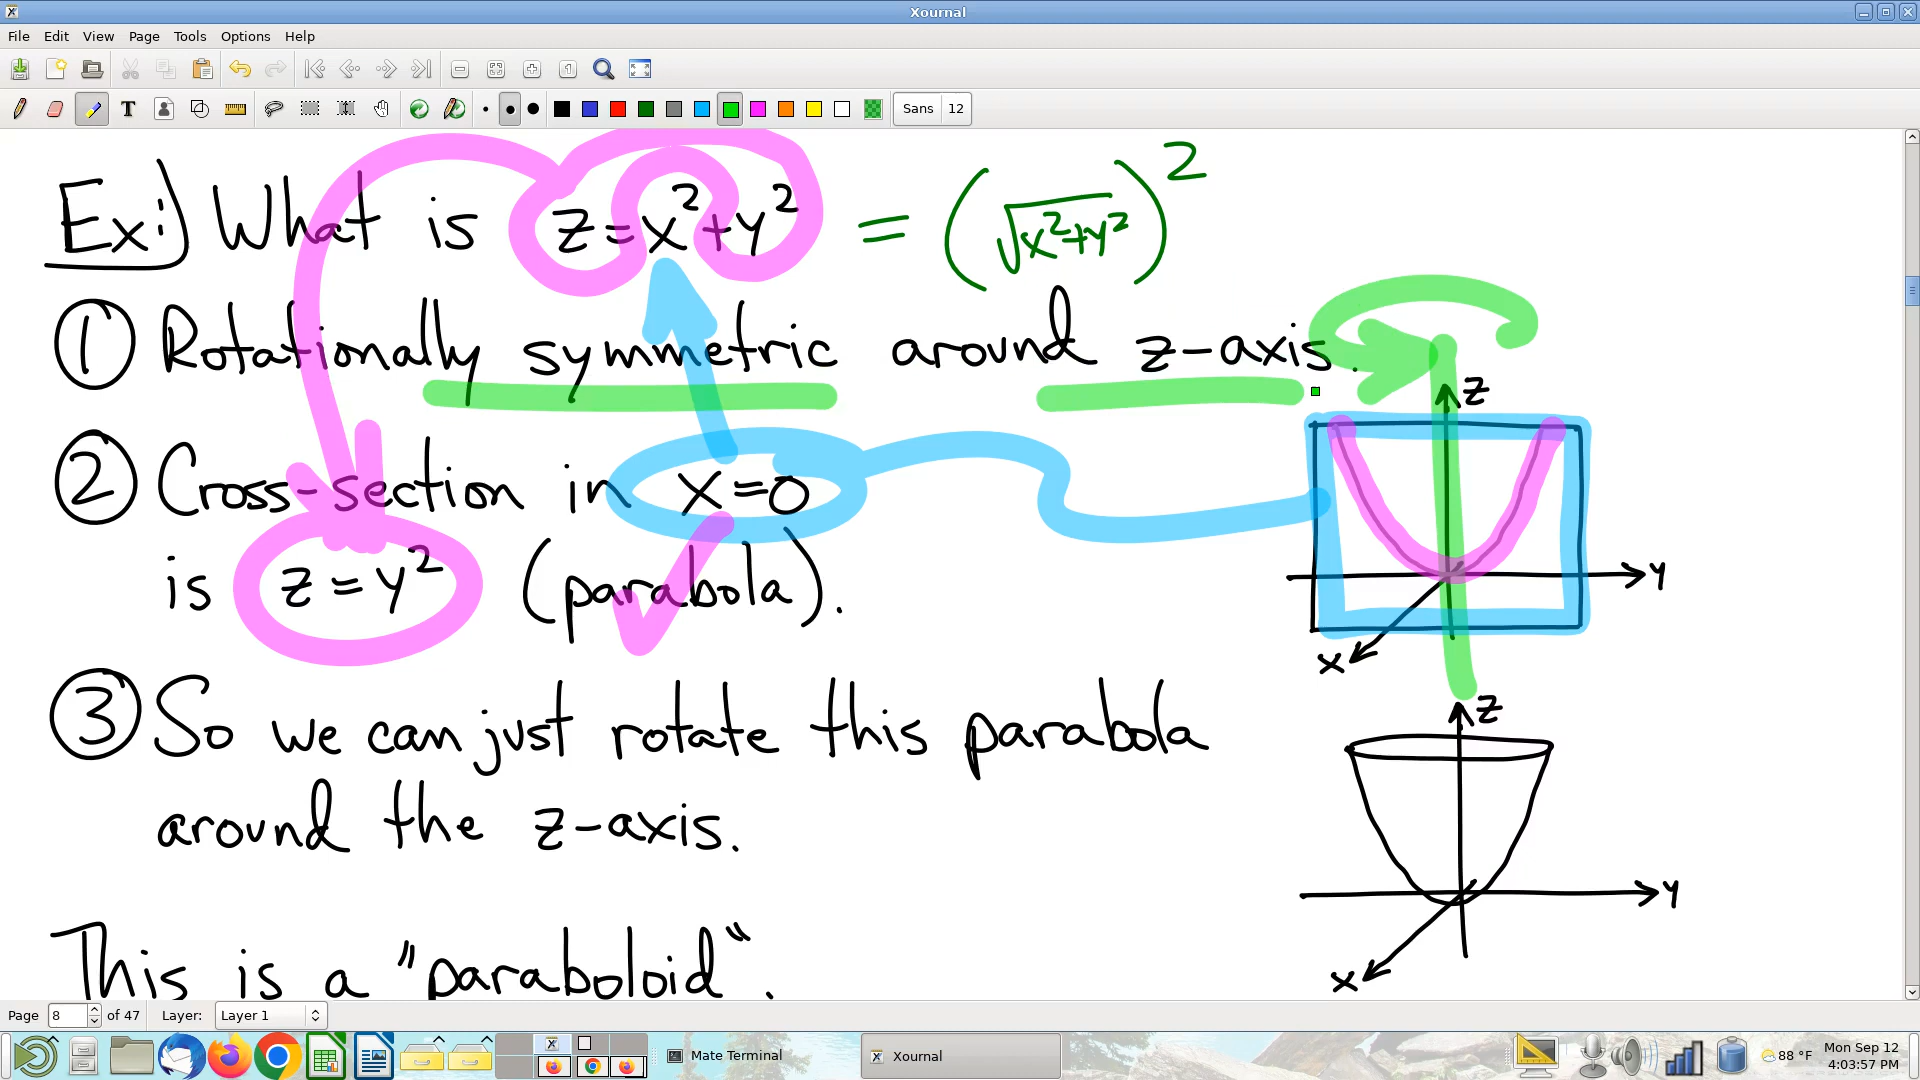 Xournal
File Edit View Page Tools Options Help
Sans 12
Ex: What is z=x²+y² = (√x²+y²)²
① Rotationally symmetric around z-axis.
z
② Cross-section in x=0
is z=y² (parabola).
y
x
③ So we can just rotate this parabola
z
around the z-axis.
y
x
This is a "paraboloid".
Page 8 of 47 Layer: Layer 1
Mate Terminal Xournal 88 °F Mon Sep 12
4:03:57 PM